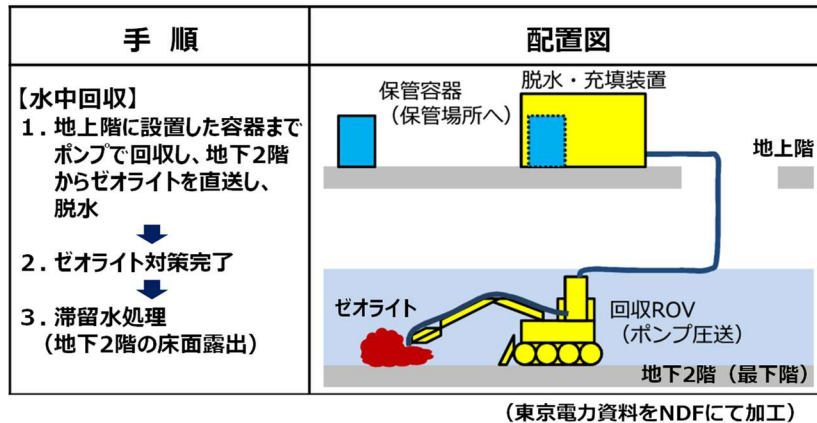 手 順
配置図
【水中回収】
1．地上階に設置した容器まで
ポンプで回収し、地下2階
からゼオライトを直送し、
脱水
2．ゼオライト対策完了
3．滞留水処理
（地下2階の床面露出）
保管容器
（保管場所へ）
脱水・充填装置
地上階
ゼオライト
回収ROV
（ポンプ圧送）
地下2階（最下階）
（東京電力資料をNDFにて加工）